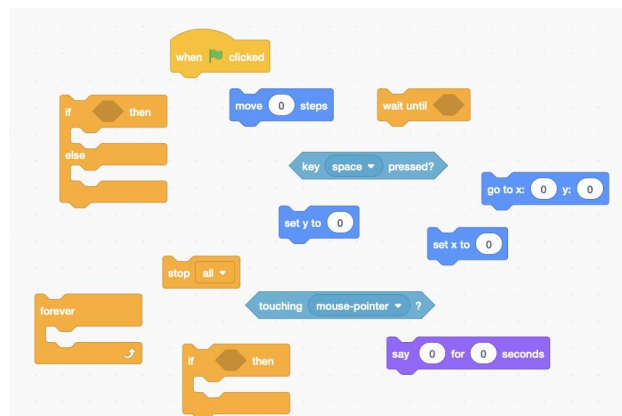 when clicked
if then
else
move 0 steps
wait until
key space pressed?
go to x: 0 y: 0
set y to 0
set x to 0
stop all
forever
touching mouse-pointer ?
if then
say 0 for 0 seconds